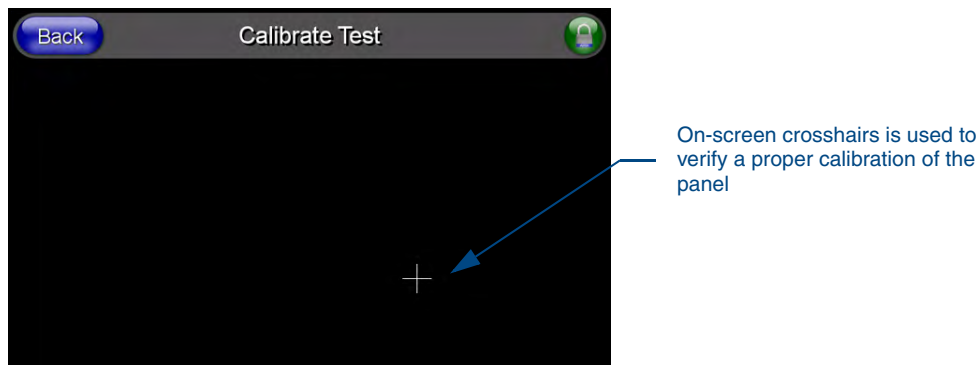 Back
Calibrate Test
On-screen crosshairs is used to
verify a proper calibration of the
panel